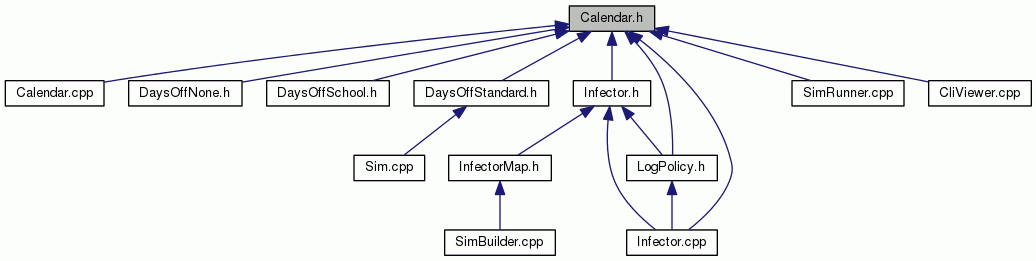 Calendar.h
Calendar.cpp
DaysOffNone.h
DaysOffSchool.h
DaysOffStandard.h
Infector.h
SimRunner.cpp
CliViewer.cpp
Sim.cpp
InfectorMap.h
LogPolicy.h
SimBuilder.cpp
Infector.cpp